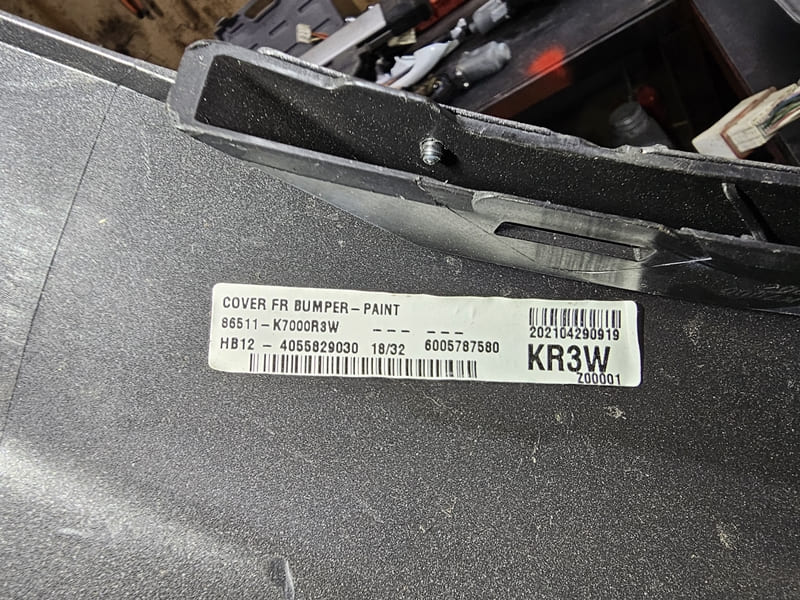 COVER FR BUMPER-PAINT
86511-K7000R3W --- ---
202104290919
HB12 - 4055829030 18/32 6005787580
KR3W
Z00001